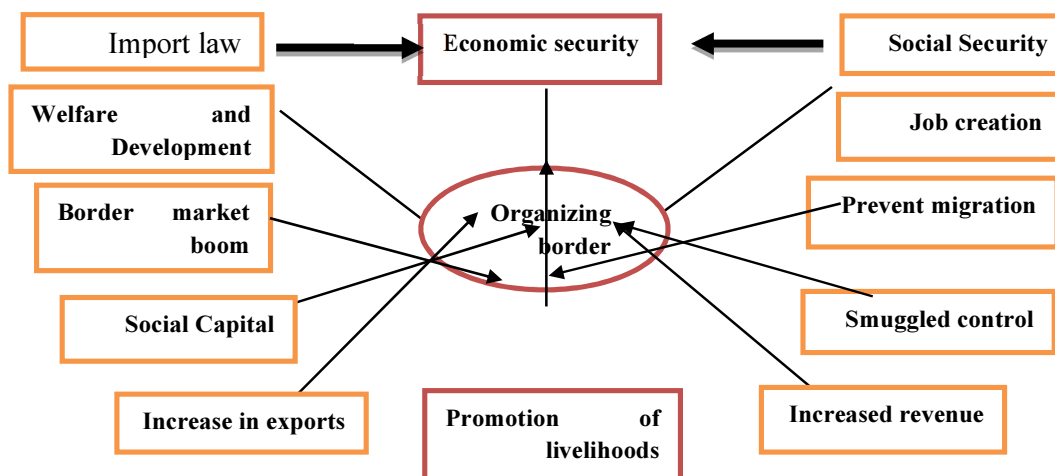 Import law
Economic security
Social Security
Welfare and
Development
Job creation
Border market
boom
Organizing
border
Prevent migration
Social Capital
Smuggled control
Increase in exports
Promotion of
livelihoods
Increased revenue